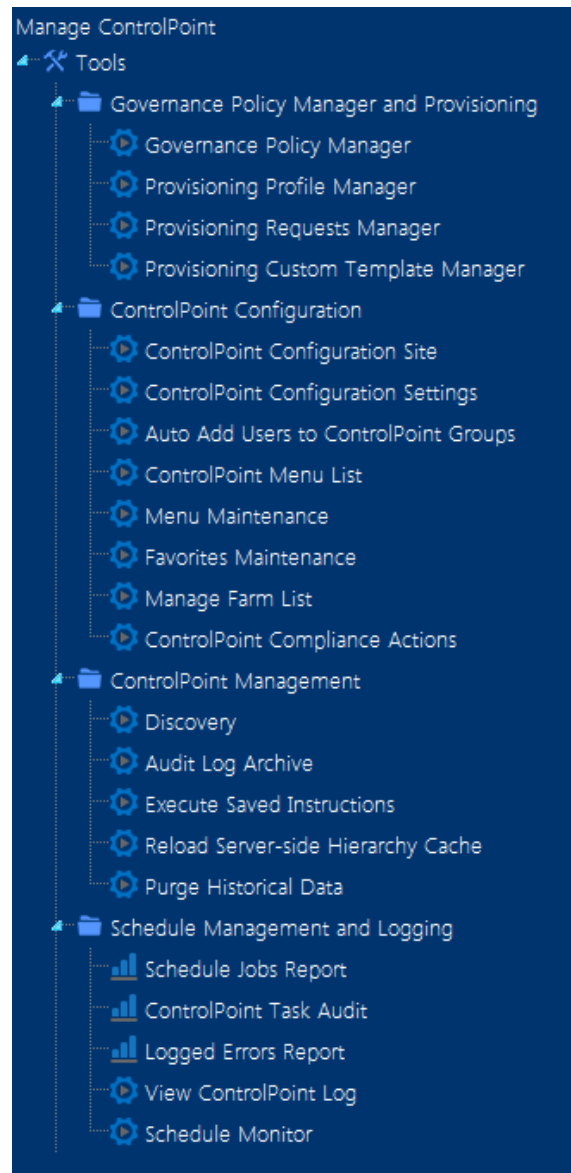 Manage ControlPoint
Tools
Governance Policy Manager and Provisioning
Governance Policy Manager
Provisioning Profile Manager
Provisioning Requests Manager
Provisioning Custom Template Manager
ControlPoint Configuration
ControlPoint Configuration Site
ControlPoint Configuration Settings
Auto Add Users to ControlPoint Groups
ControlPoint Menu List
Menu Maintenance
Favorites Maintenance
Manage Farm List
ControlPoint Compliance Actions
ControlPoint Management
Discovery
Audit Log Archive
Execute Saved Instructions
Reload Server-side Hierarchy Cache
Purge Historical Data
Schedule Management and Logging
Schedule Jobs Report
ControlPoint Task Audit
Logged Errors Report
View ControlPoint Log
Schedule Monitor